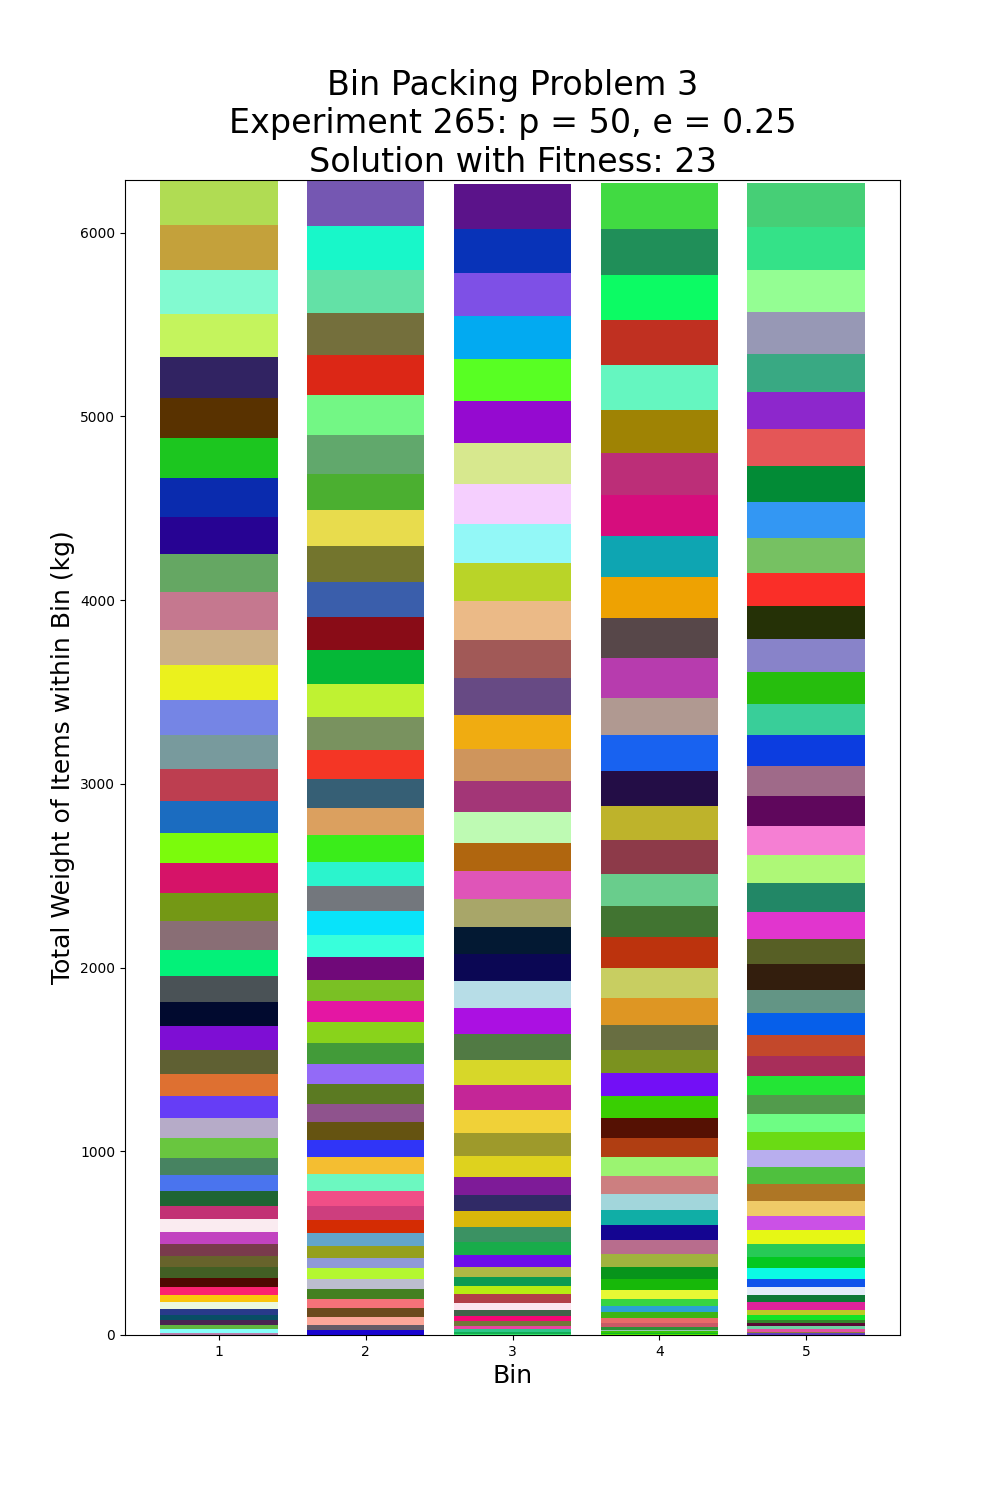 Bin Packing Problem 3
Experiment 265: p = 50, e = 0.25
Solution with Fitness: 23
Total Weight of Items within Bin (kg)
6000
5000
4000
3000
2000
1000
0
1 2 3 4 5
Bin